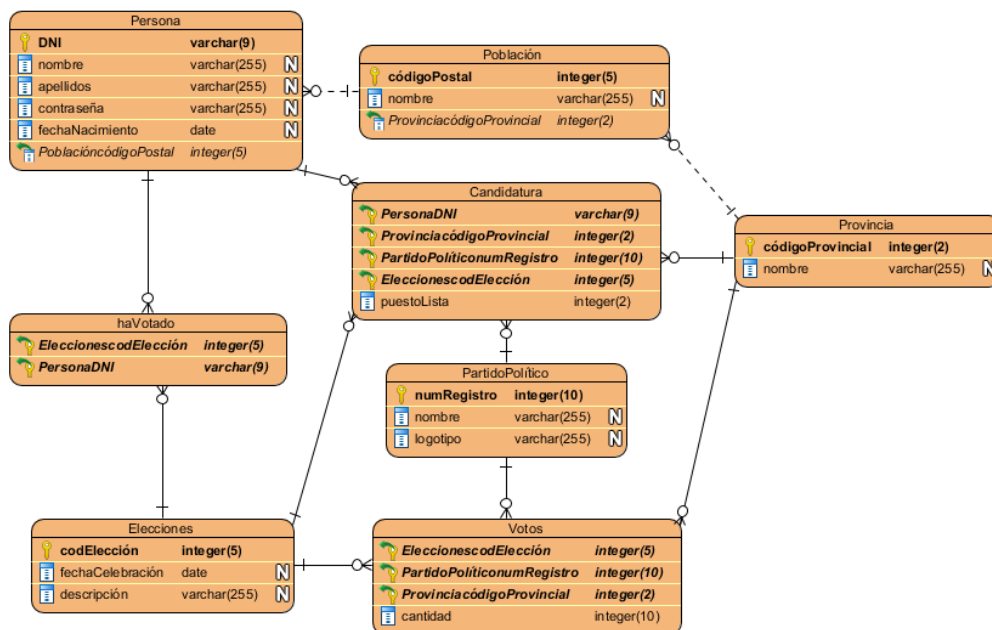 Persona
DNI varchar(9)
nombre varchar(255) N
apellidos varchar(255) N
contraseña varchar(255) N
fechaNacimiento date N
PoblacióncódigoPostal integer(5)
Población
códigoPostal integer(5)
nombre varchar(255) N
ProvinciacódigoProvincial integer(2)
Candidatura
PersonaDNI varchar(9)
ProvinciacódigoProvincial integer(2)
PartidoPolíticonumRegistro integer(10)
EleccionescodElección integer(5)
puestoLista integer(2)
Provincia
códigoProvincial integer(2)
nombre varchar(255) N
haVotado
EleccionescodElección integer(5)
PersonaDNI varchar(9)
PartidoPolítico
numRegistro integer(10)
nombre varchar(255) N
logotipo varchar(255) N
Elecciones
codElección integer(5)
fechaCelebración date N
descripción varchar(255) N
Votos
EleccionescodElección integer(5)
PartidoPolíticonumRegistro integer(10)
ProvinciacódigoProvincial integer(2)
cantidad integer(10)